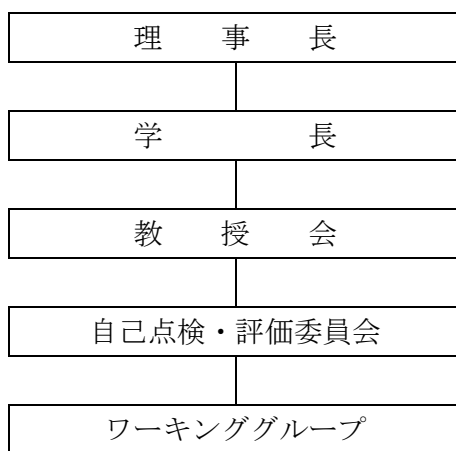 理事長
学長
教授会
自己点検・評価委員会
ワーキンググループ